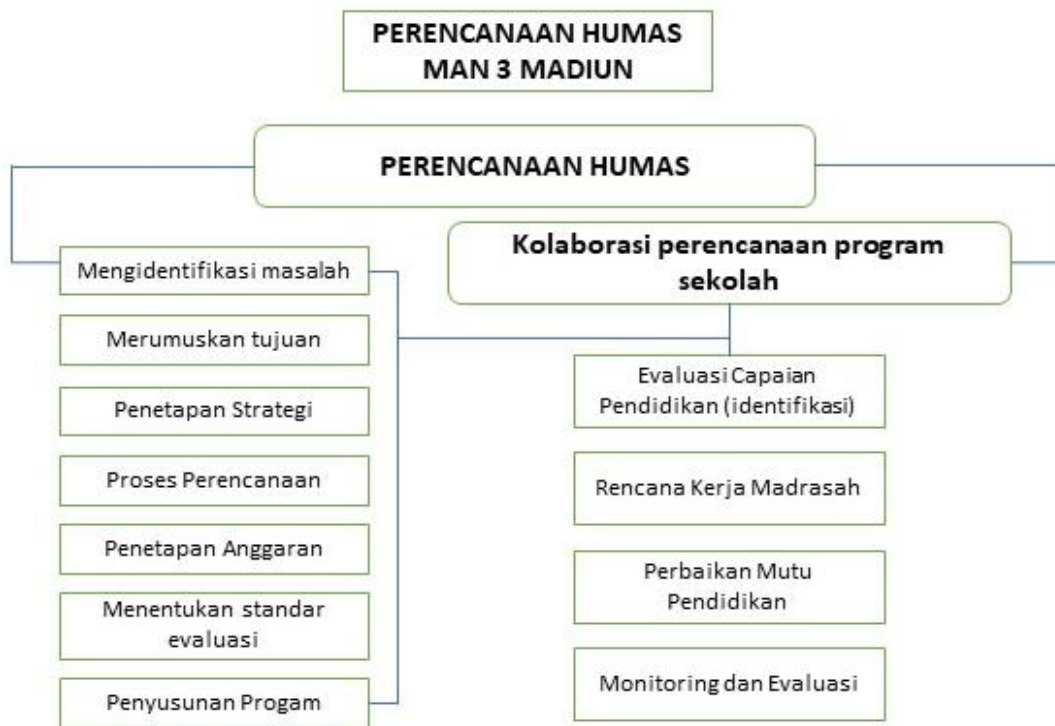 PERENCANAAN HUMAS
MAN 3 MADIUN
PERENCANAAN HUMAS
Kolaborasi perencanaan program
sekolah
Mengidentifikasi masalah
Merumuskan tujuan
Penetapan Strategi
Proses Perencanaan
Penetapan Anggaran
Menentukan standar
evaluasi
Penyusunan Progam
Evaluasi Capaian
Pendidikan (identifikasi)
Rencana Kerja Madrasah
Perbaikan Mutu
Pendidikan
Monitoring dan Evaluasi